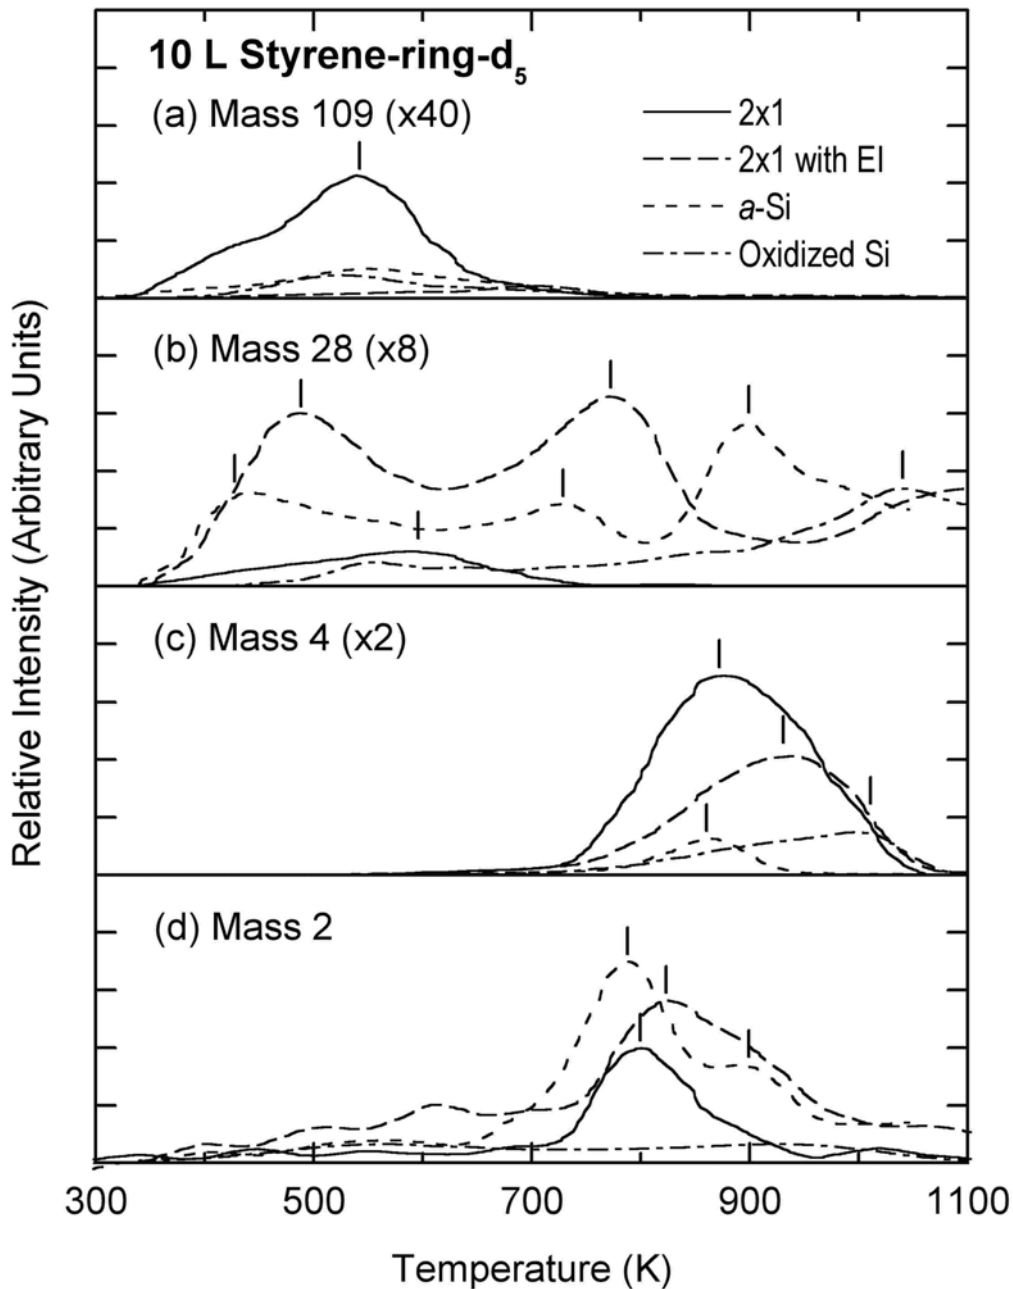 10 L Styrene-ring-d₅
(a) Mass 109 (x40)
2x1
2x1 with EI
a-Si
Oxidized Si
(b) Mass 28 (x8)
(c) Mass 4 (x2)
(d) Mass 2
Relative Intensity (Arbitrary Units)
300 500 700 900 1100
Temperature (K)